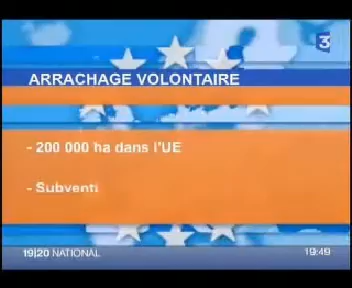 3
ARRACHAGE VOLONTAIRE
- 200 000 ha dans l'UE
- Subventi
19|20 NATIONAL
19:49